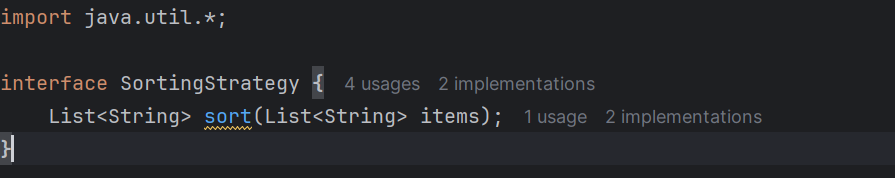 import java.util.*;
interface SortingStrategy { 4 usages 2 implementations
List<String> sort(List<String> items); 1 usage 2 implementations
}